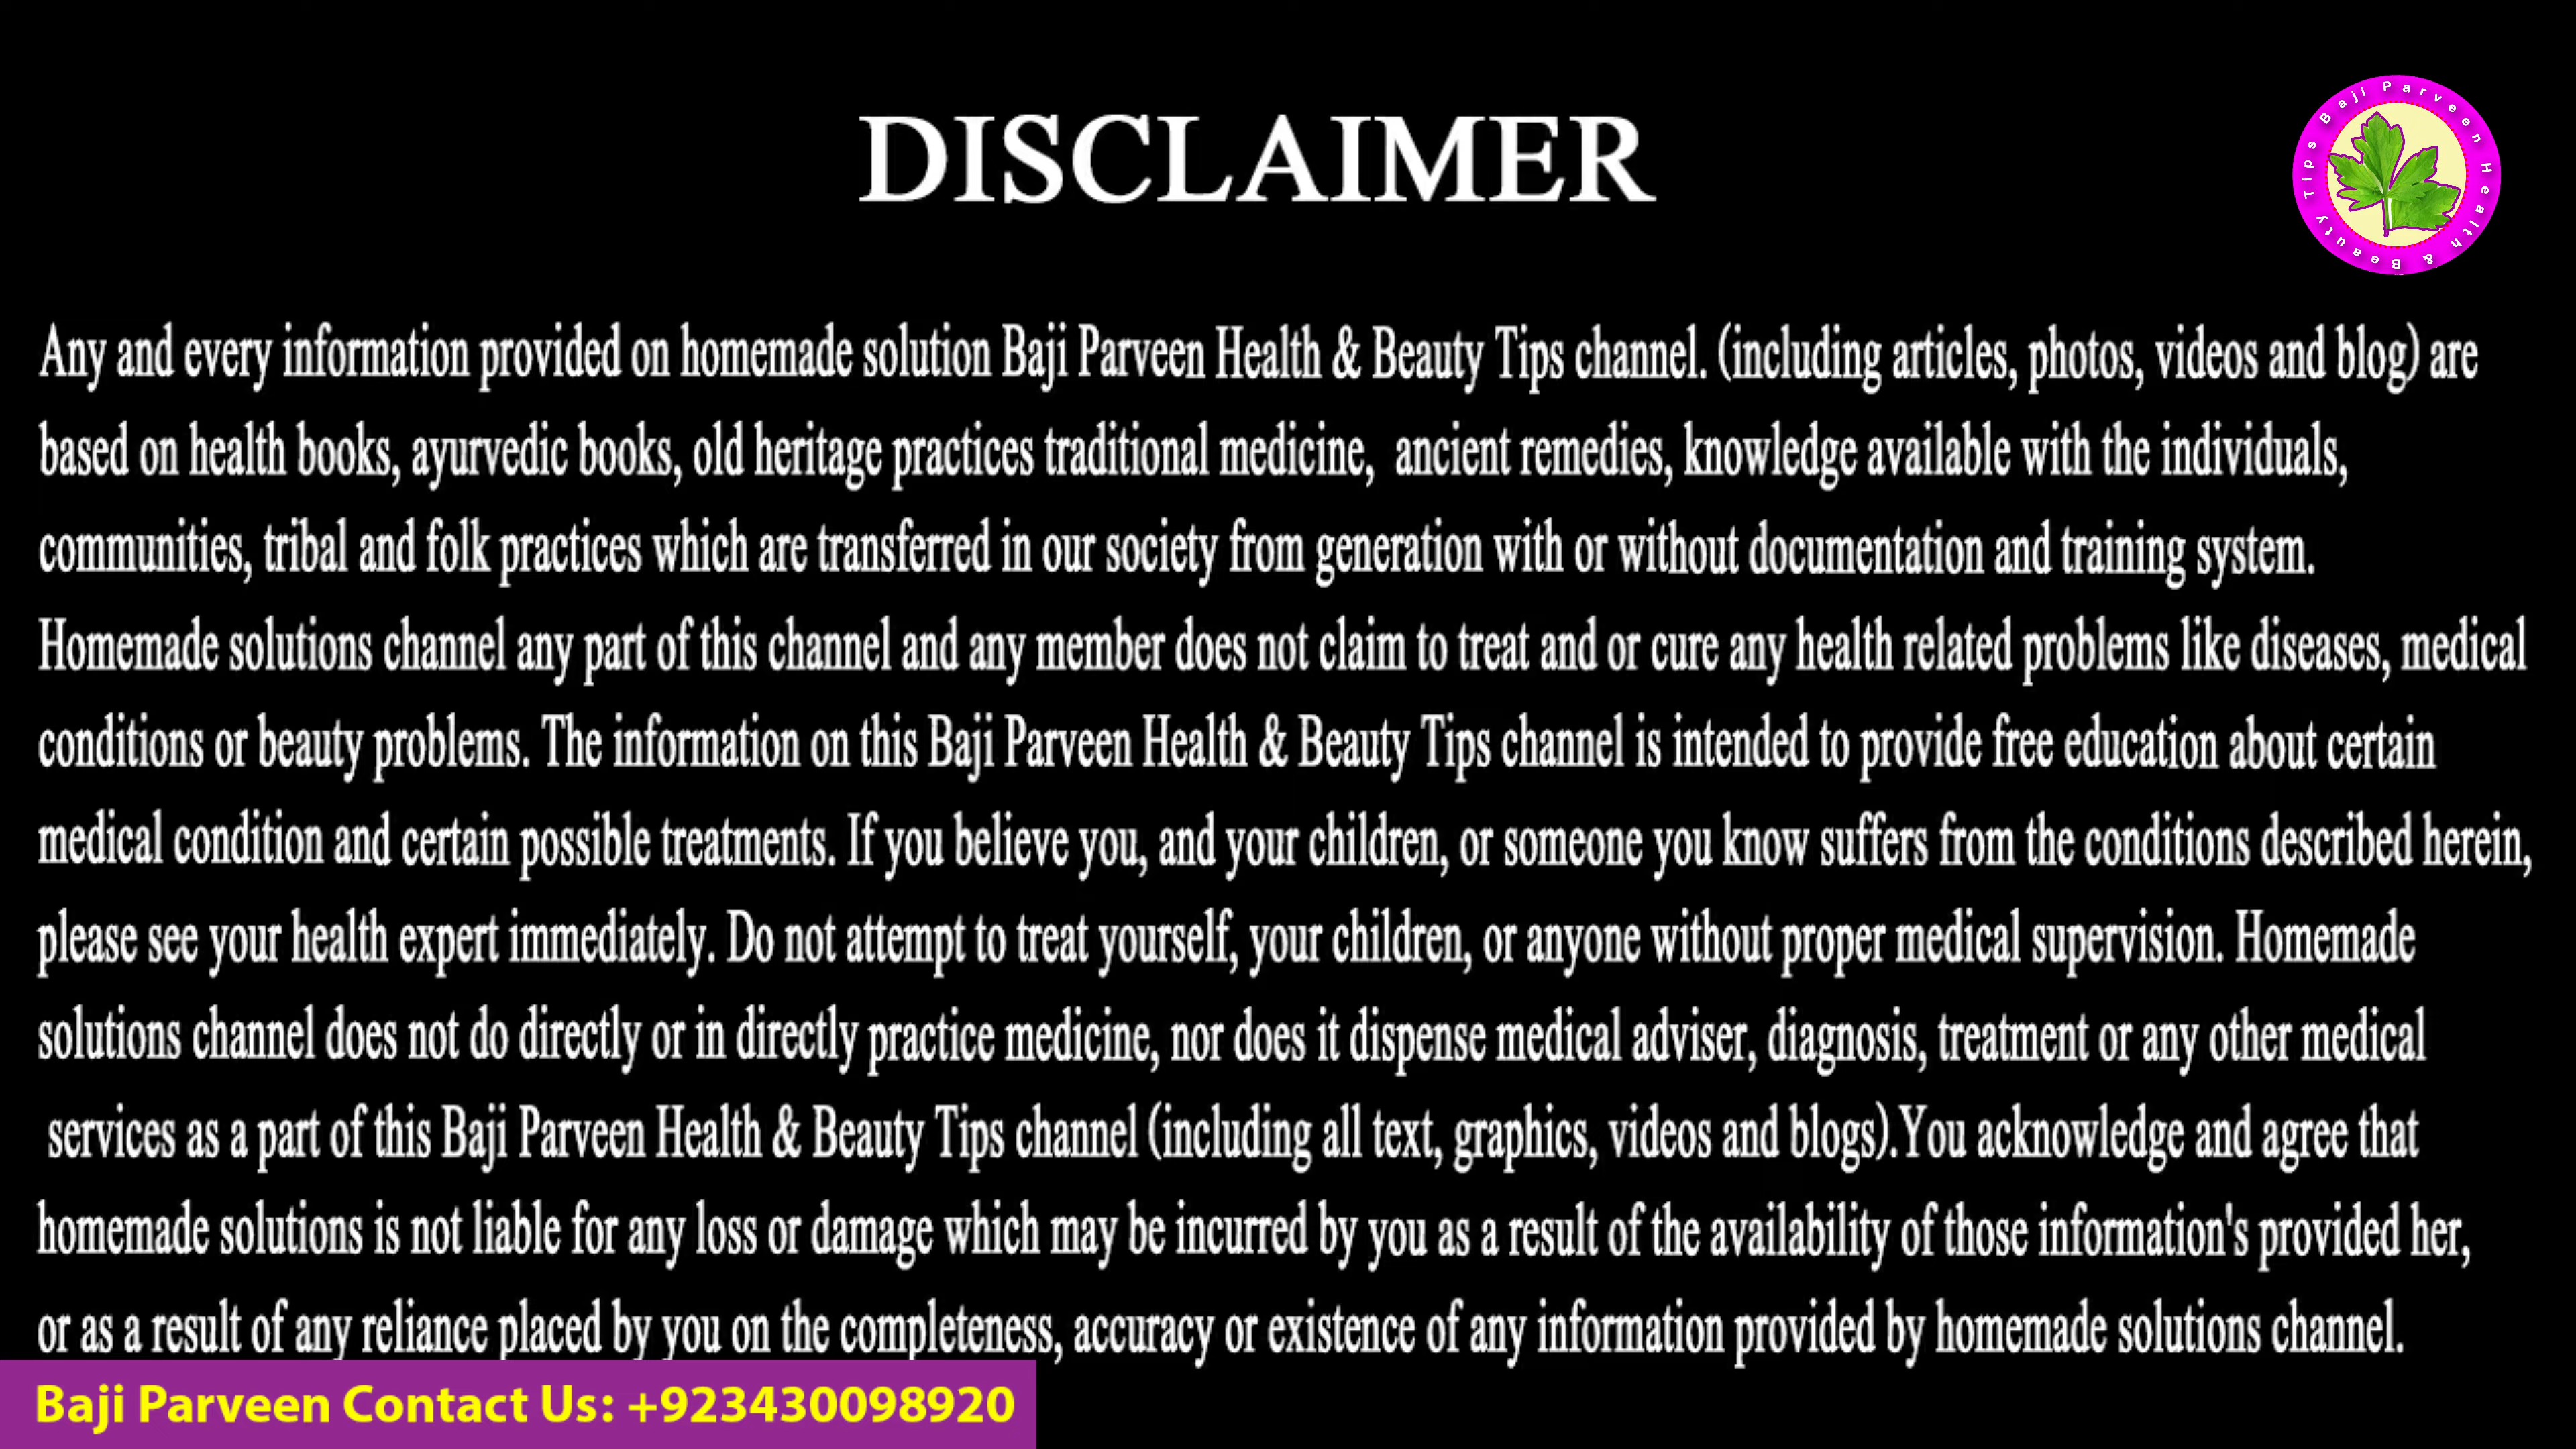 DISCLAIMER
Baji Parveen Health & Beauty Tips
Any and every information provided on homemade solution Baji Parveen Health & Beauty Tips channel. (including articles, photos, videos and blog) are
based on health books, ayurvedic books, old heritage practices traditional medicine, ancient remedies, knowledge available with the individuals,
communities, tribal and folk practices which are transferred in our society from generation with or without documentation and training system.
Homemade solutions channel any part of this channel and any member does not claim to treat and or cure any health related problems like diseases, medical
conditions or beauty problems. The information on this Baji Parveen Health & Beauty Tips channel is intended to provide free education about certain
medical condition and certain possible treatments. If you believe you, and your children, or someone you know suffers from the conditions described herein,
please see your health expert immediately. Do not attempt to treat yourself, your children, or anyone without proper medical supervision. Homemade
solutions channel does not do directly or in directly practice medicine, nor does it dispense medical adviser, diagnosis, treatment or any other medical
services as a part of this Baji Parveen Health & Beauty Tips channel (including all text, graphics, videos and blogs).You acknowledge and agree that
homemade solutions is not liable for any loss or damage which may be incurred by you as a result of the availability of those information's provided her,
or as a result of any reliance placed by you on the completeness, accuracy or existence of any information provided by homemade solutions channel.
Baji Parveen Contact Us: +923430098920